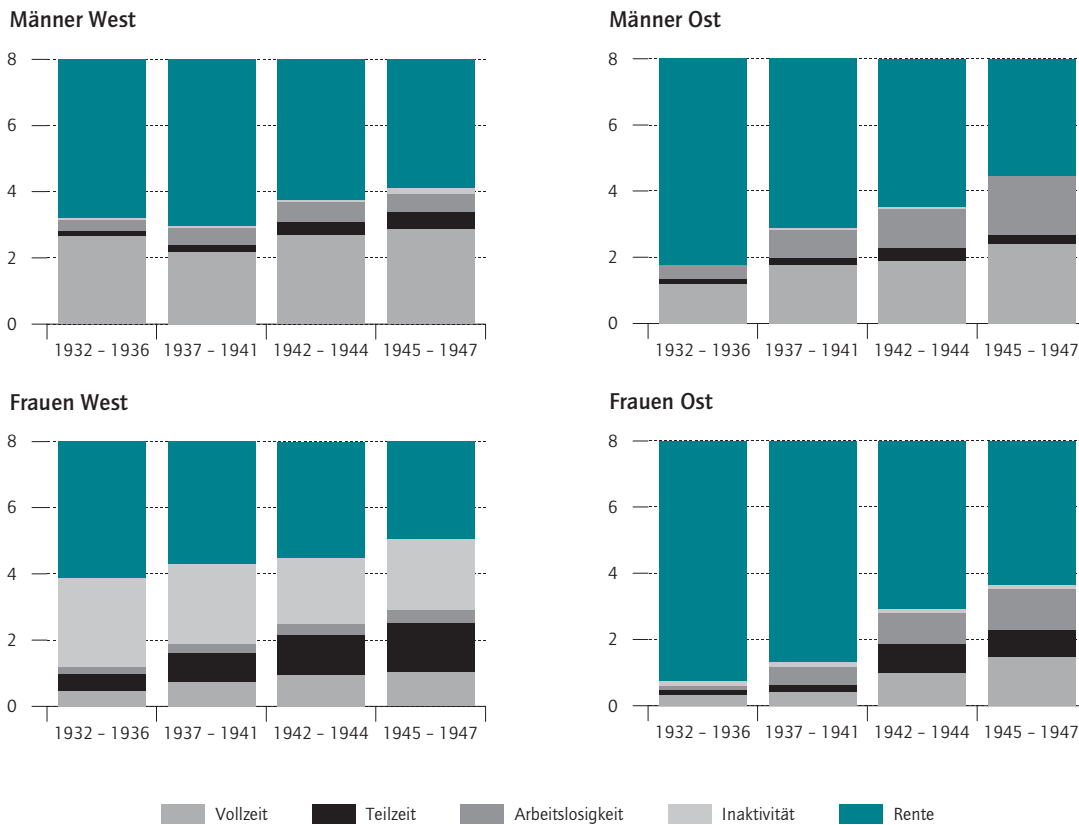 Männer West
8
6
4
2
0
1932 – 1936 1937 – 1941 1942 – 1944 1945 – 1947
Männer Ost
8
6
4
2
0
1932 – 1936 1937 – 1941 1942 – 1944 1945 – 1947
Frauen West
8
6
4
2
0
1932 – 1936 1937 – 1941 1942 – 1944 1945 – 1947
Frauen Ost
8
6
4
2
0
1932 – 1936 1937 – 1941 1942 – 1944 1945 – 1947
Vollzeit Teilzeit Arbeitslosigkeit Inaktivität Rente